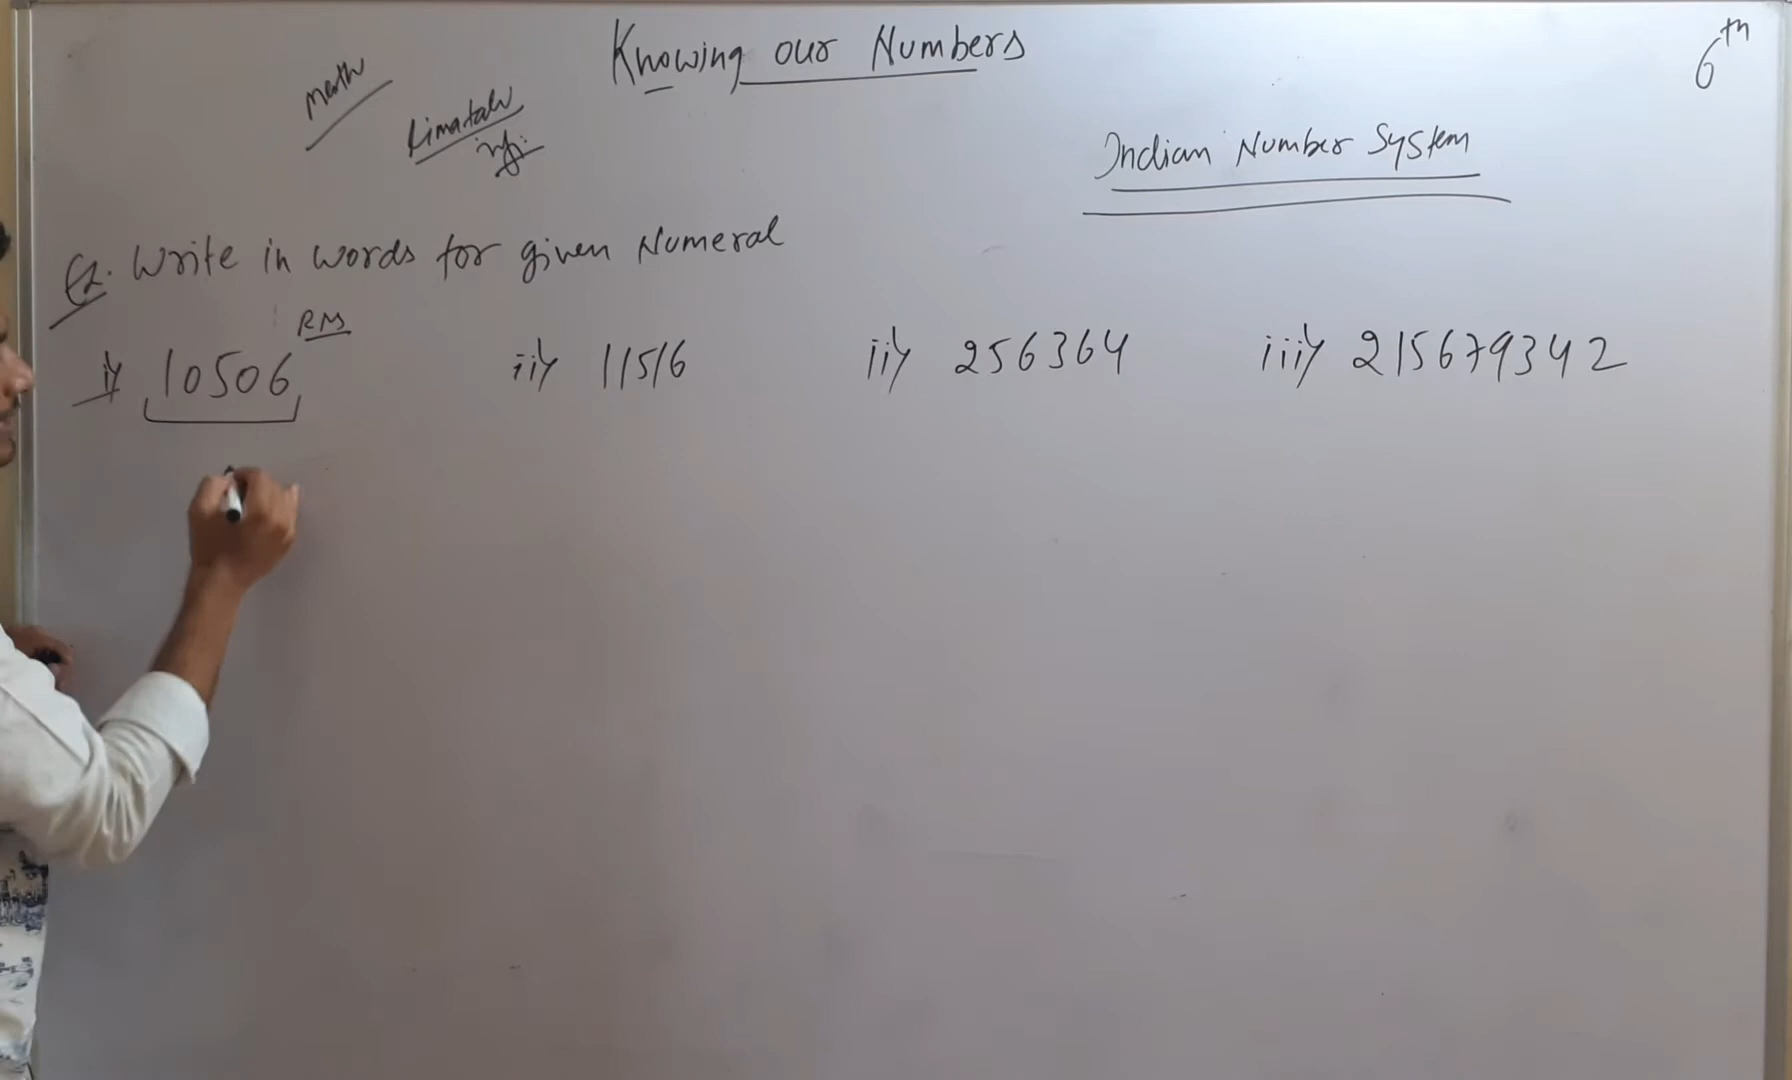 Knowing our Numbers
6th
Math
Indian Number System
Ex. Write in words for given Numeral
RMS
i) 10506
ii) 11516
ii) 256364
iii) 215679342